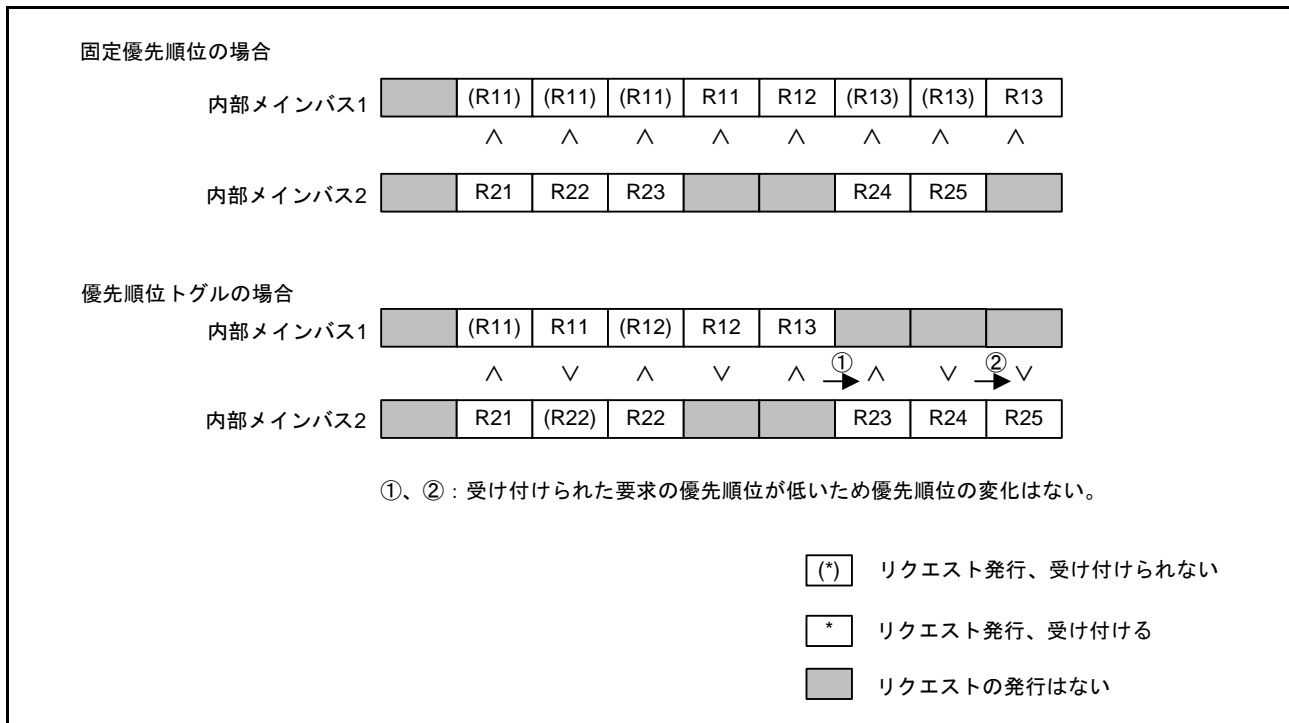 固定優先順位の場合
内部メインバス1 (R11) (R11) (R11) R11 R12 (R13) (R13) R13
∧ ∧ ∧ ∧ ∧ ∧ ∧ ∧
内部メインバス2 R21 R22 R23 R24 R25
優先順位トグルの場合
内部メインバス1 (R11) R11 (R12) R12 R13
∧ ∨ ∧ ∨ ∧ ① ∧ ∨ ② ∨
内部メインバス2 R21 (R22) R22 R23 R24 R25
①、②：受け付けられた要求の優先順位が低いため優先順位の変化はない。
(*) リクエスト発行、受け付けられない
* リクエスト発行、受け付ける
リクエストの発行はない